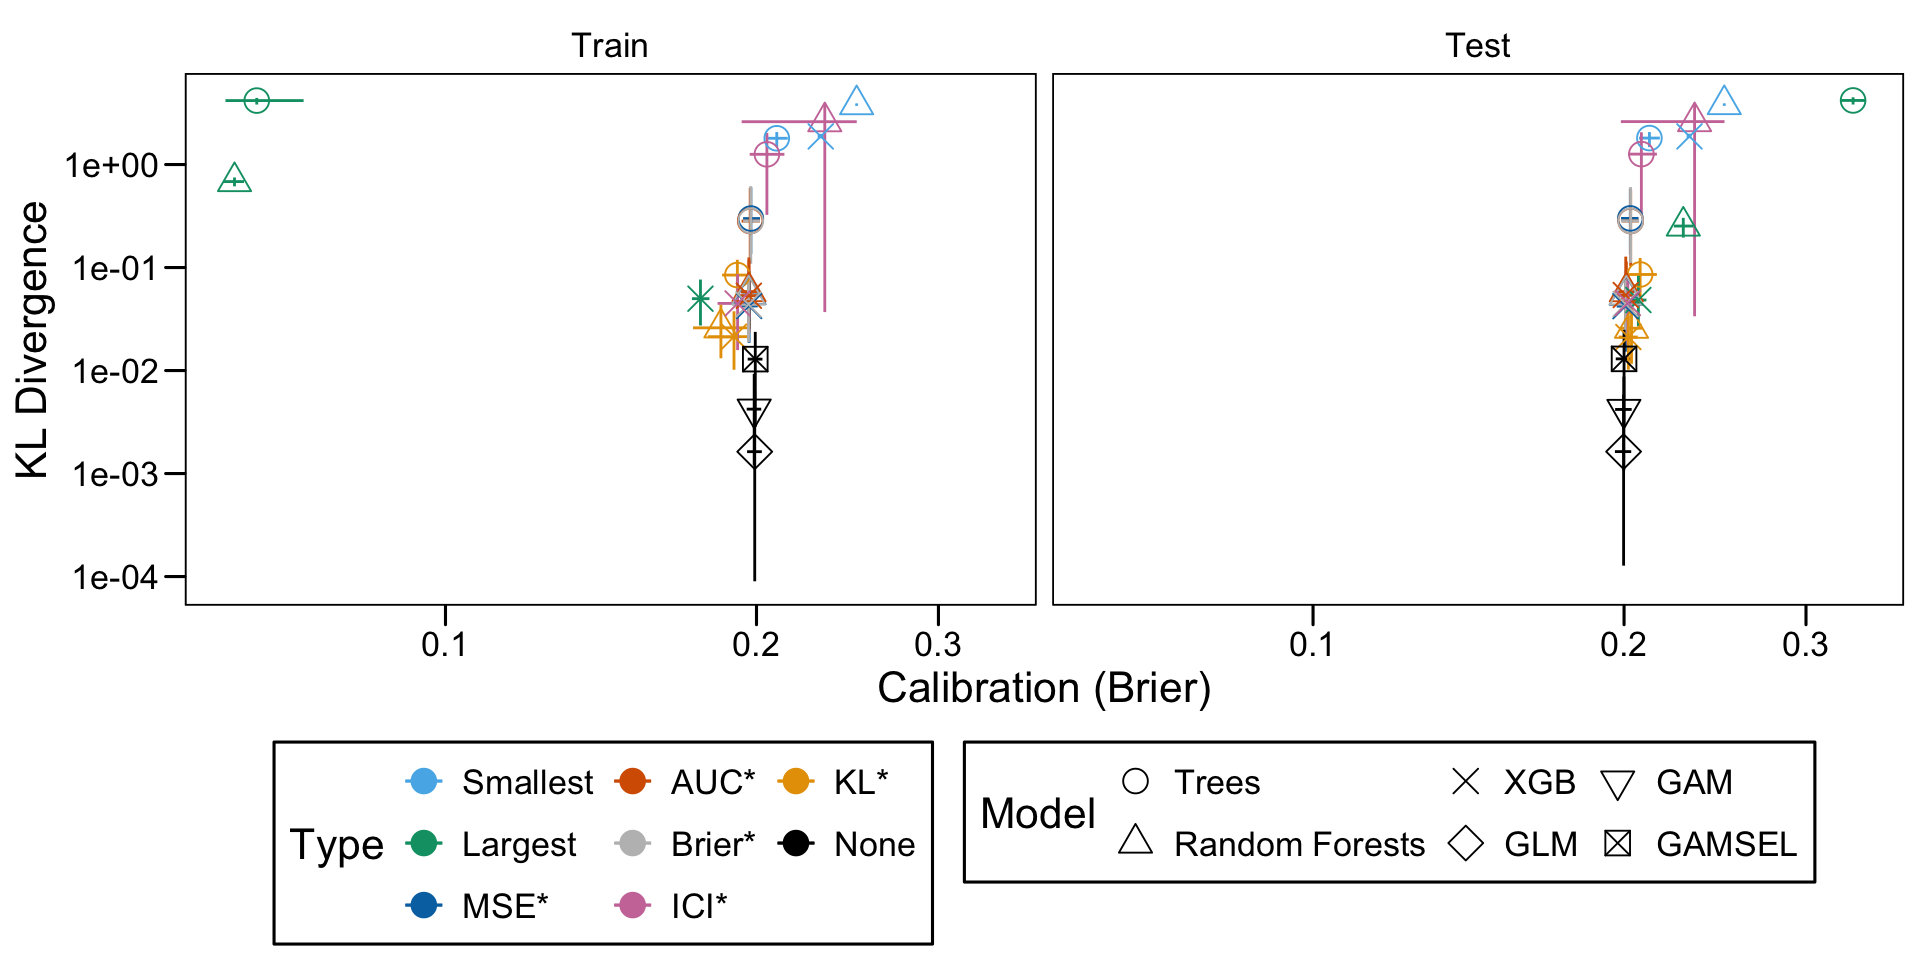 Train
Test
KL Divergence
1e+00
1e-01
1e-02
1e-03
1e-04
0.1
0.2
0.3
0.1
0.2
0.3
Calibration (Brier)
Type
Smallest
Largest
MSE*
AUC*
Brier*
ICI*
KL*
None
Model
Trees
Random Forests
XGB
GLM
GAM
GAMSEL